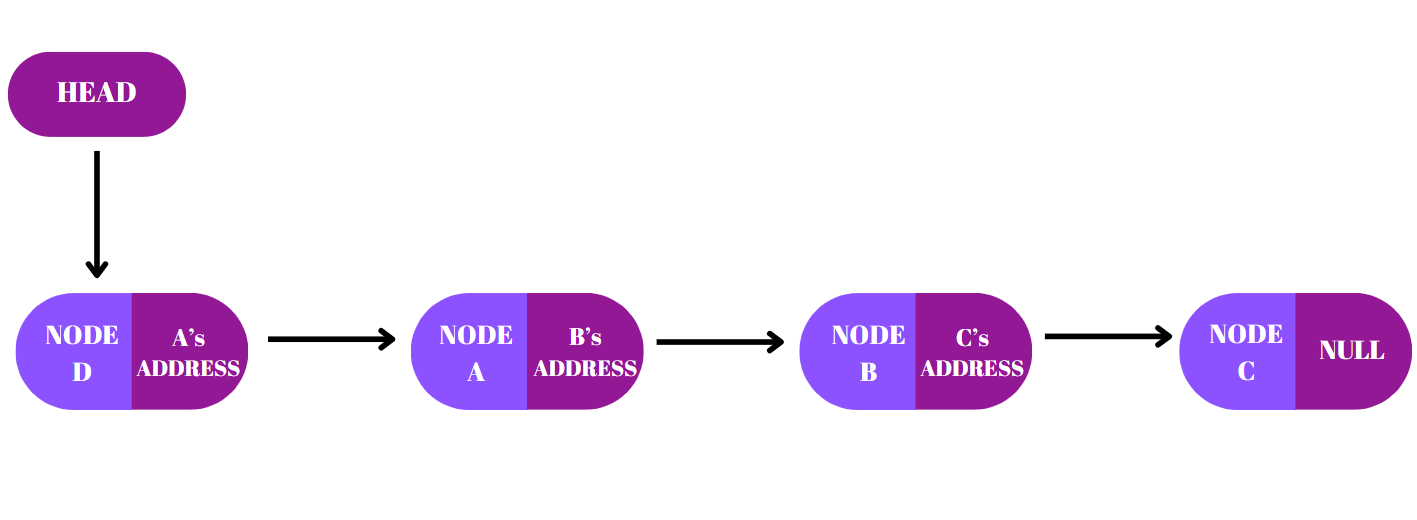 HEAD
NODE
D
A's
ADDRESS
NODE
A
B's
ADDRESS
NODE
B
C's
ADDRESS
NODE
C
NULL